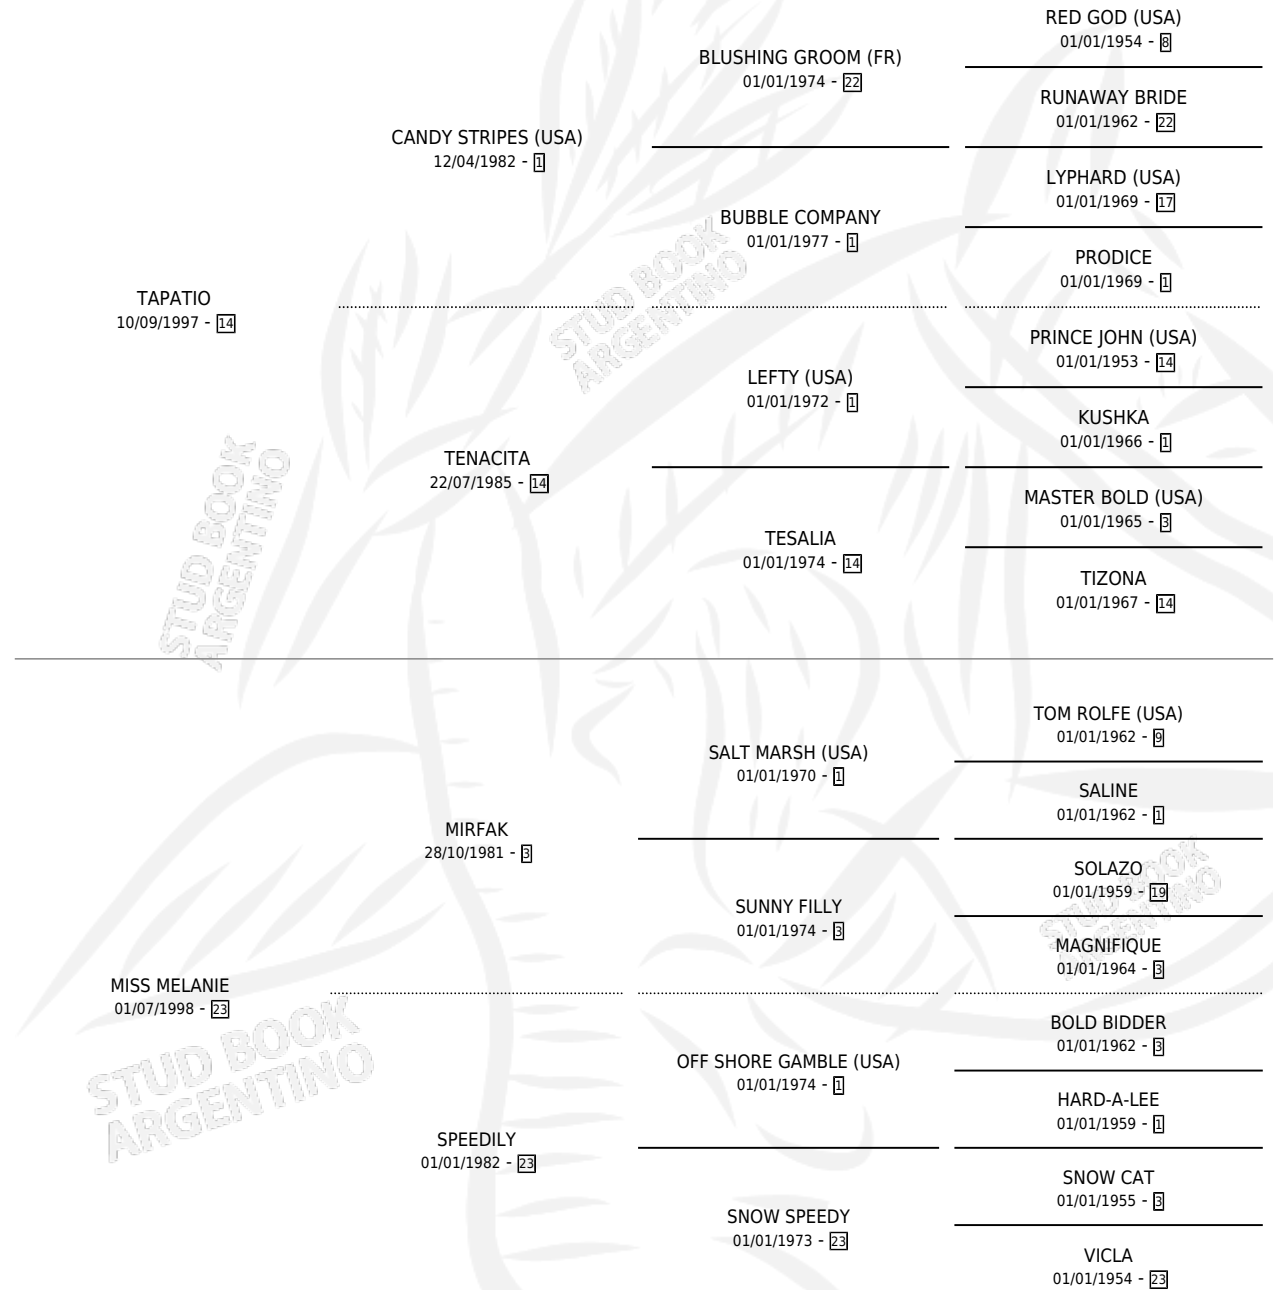 RED GOD (USA)
01/01/1954 - 8
BLUSHING GROOM (FR)
01/01/1974 - 22
RUNAWAY BRIDE
01/01/1962 - 22
CANDY STRIPES (USA)
12/04/1982 - 1
LYPHARD (USA)
01/01/1969 - 17
BUBBLE COMPANY
01/01/1977 - 1
PRODICE
01/01/1969 - 1
TAPATIO
10/09/1997 - 14
STUD BOOK
ARGENTINO
PRINCE JOHN (USA)
01/01/1953 - 14
LEFTY (USA)
01/01/1972 - 1
KUSHKA
01/01/1966 - 1
TENACITA
22/07/1985 - 14
MASTER BOLD (USA)
01/01/1965 - 3
TESALIA
01/01/1974 - 14
TIZONA
01/01/1967 - 14
STUD BOOK
ARGENTINO
TOM ROLFE (USA)
01/01/1962 - 9
SALT MARSH (USA)
01/01/1970 - 1
SALINE
01/01/1962 - 1
MIRFAK
28/10/1981 - 3
SOLAZO
01/01/1959 - 19
SUNNY FILLY
01/01/1974 - 3
STUD BOOK
ARGENTINO
MAGNIFIQUE
01/01/1964 - 3
MISS MELANIE
01/07/1998 - 23
BOLD BIDDER
01/01/1962 - 3
STUD BOOK
ARGENTINO
OFF SHORE GAMBLE (USA)
01/01/1974 - 1
HARD-A-LEE
01/01/1959 - 1
SPEEDILY
01/01/1982 - 23
SNOW CAT
01/01/1955 - 3
SNOW SPEEDY
01/01/1973 - 23
VICLA
01/01/1954 - 23